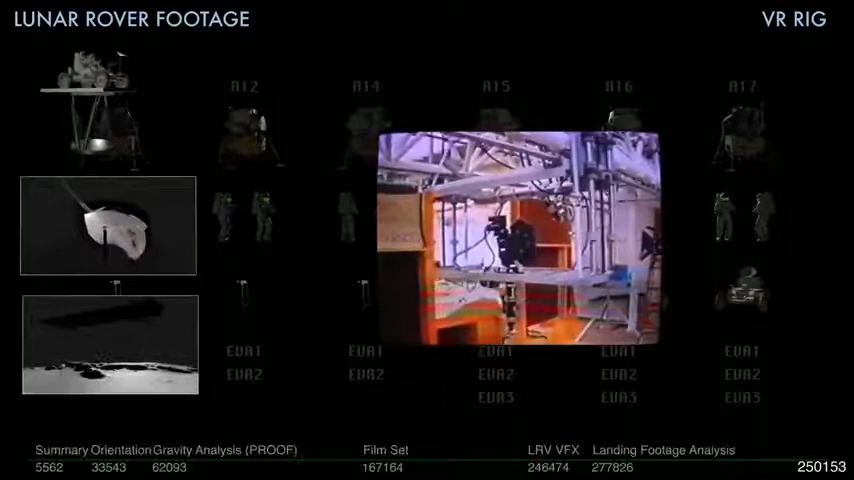 LUNAR ROVER FOOTAGE VR RIG
A12 A14 A15 A16 A17
EVA1 EVA1 EVA1 EVA1 EVA1
EVA2 EVA2 EVA2 EVA2 EVA2
EVA3 EVA3 EVA3
Summary Orientation Gravity Analysis (PROOF) Film Set LRV VFX Landing Footage Analysis
5562 33543 62093 167164 246474 277826 250153